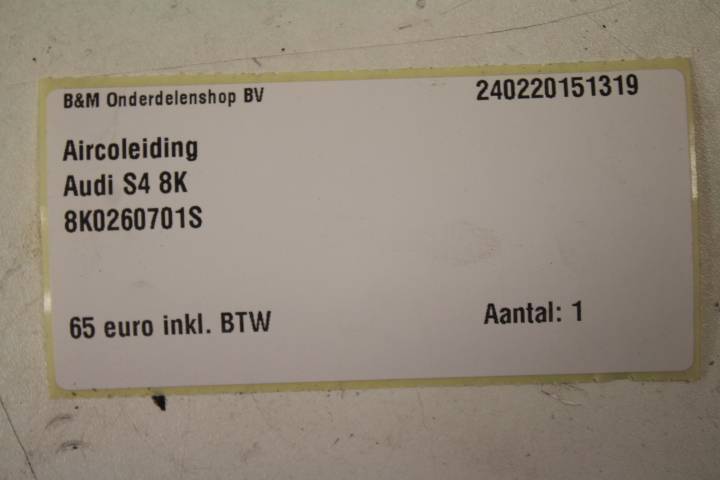 B&M Onderdelenshop BV 240220151319
Aircoleiding
Audi S4 8K
8K0260701S
65 euro inkl. BTW Aantal: 1